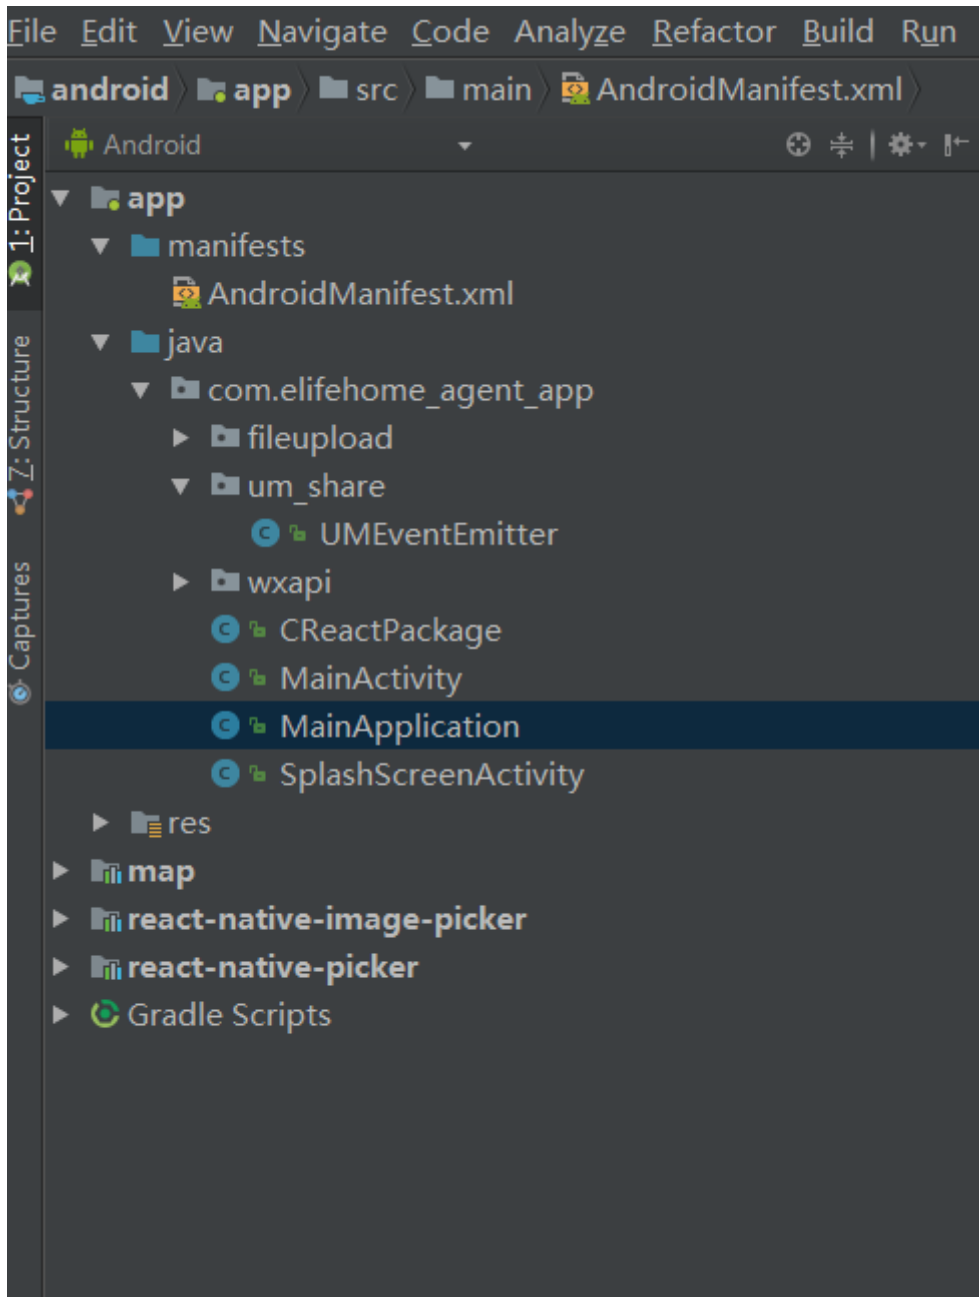 File Edit View Navigate Code Analyze Refactor Build Run
android app src main AndroidManifest.xml
Android
1: Project
7: Structure
Captures
app
manifests
AndroidManifest.xml
java
com.elifehome_agent_app
fileupload
um_share
UMEventEmitter
wxapi
CReactPackage
MainActivity
MainApplication
SplashScreenActivity
res
map
react-native-image-picker
react-native-picker
Gradle Scripts